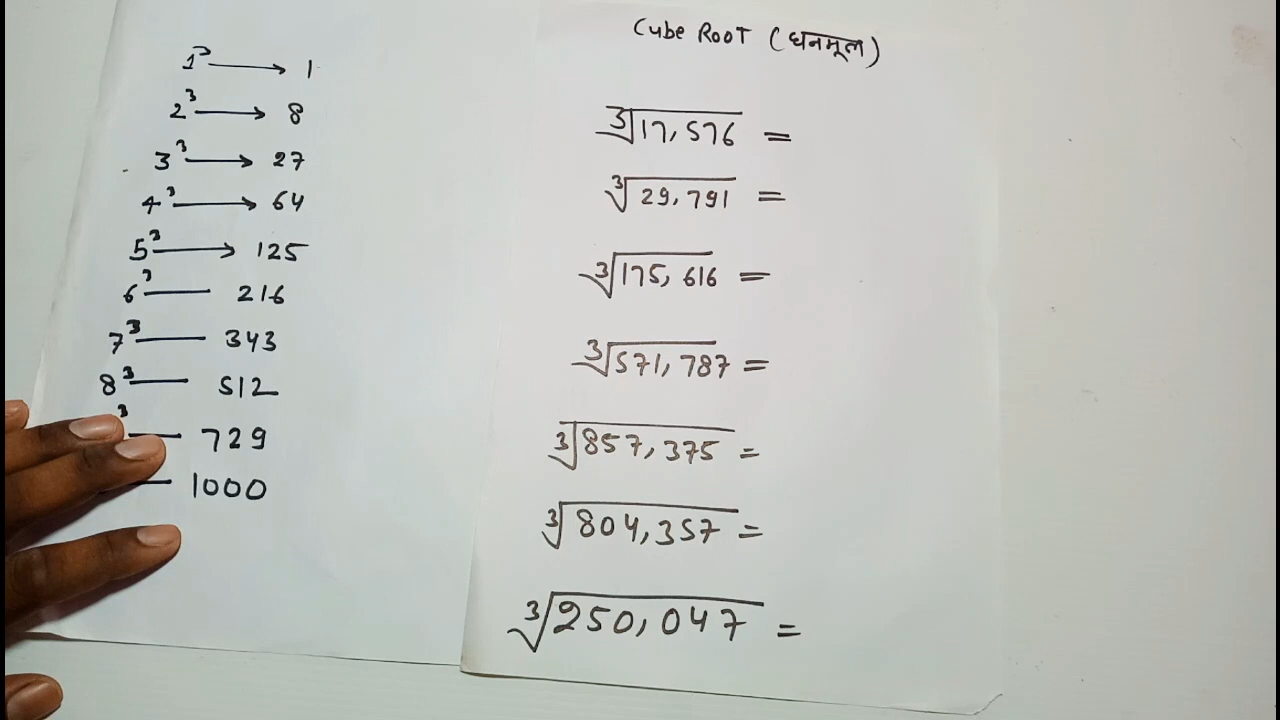 1³ → 1
2³ → 8
3³ → 27
4³ → 64
5³ → 125
6³ — 216
7³ — 343
8³ — 512
³ — 729
— 1000
Cube RooT (घनमूल)
∛17,576 =
∛29,791 =
∛175,616 =
∛571,787 =
∛857,375 =
∛804,357 =
∛250,047 =